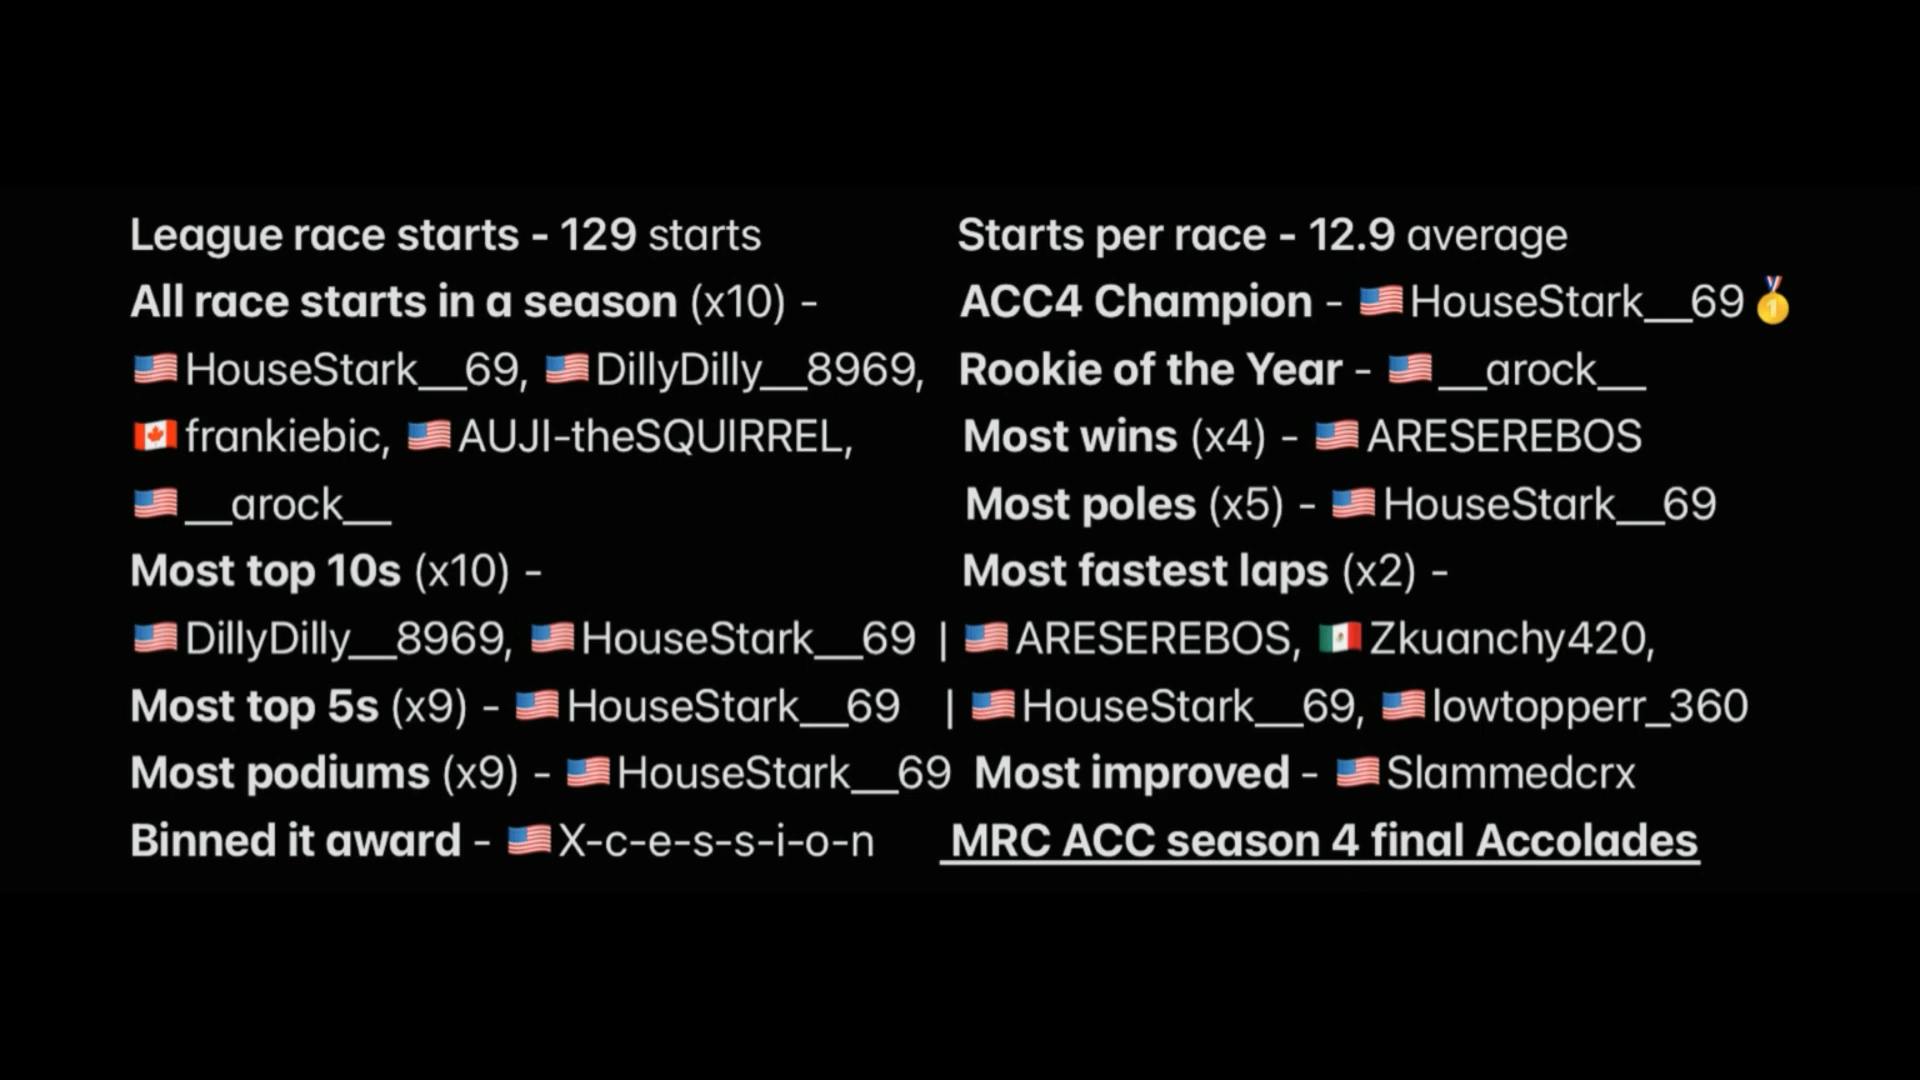 League race starts - 129 starts
All race starts in a season (x10) -
🇺🇸HouseStark__69, 🇺🇸DillyDilly__8969,
🇨🇦frankiebic, 🇺🇸AUJI-theSQUIRREL,
🇺🇸__arock__
Most top 10s (x10) -
🇺🇸DillyDilly__8969, 🇺🇸HouseStark__69 |
Most top 5s (x9) - 🇺🇸HouseStark__69 |
Most podiums (x9) - 🇺🇸HouseStark__69
Binned it award - 🇺🇸X-c-e-s-s-i-o-n
Starts per race - 12.9 average
ACC4 Champion - 🇺🇸HouseStark__69🥇
Rookie of the Year - 🇺🇸__arock__
Most wins (x4) - 🇺🇸ARESEREBOS
Most poles (x5) - 🇺🇸HouseStark__69
Most fastest laps (x2) -
🇺🇸ARESEREBOS, 🇲🇽Zkuanchy420,
🇺🇸HouseStark__69, 🇺🇸lowtopperr_360
Most improved - 🇺🇸Slammedcrx
MRC ACC season 4 final Accolades